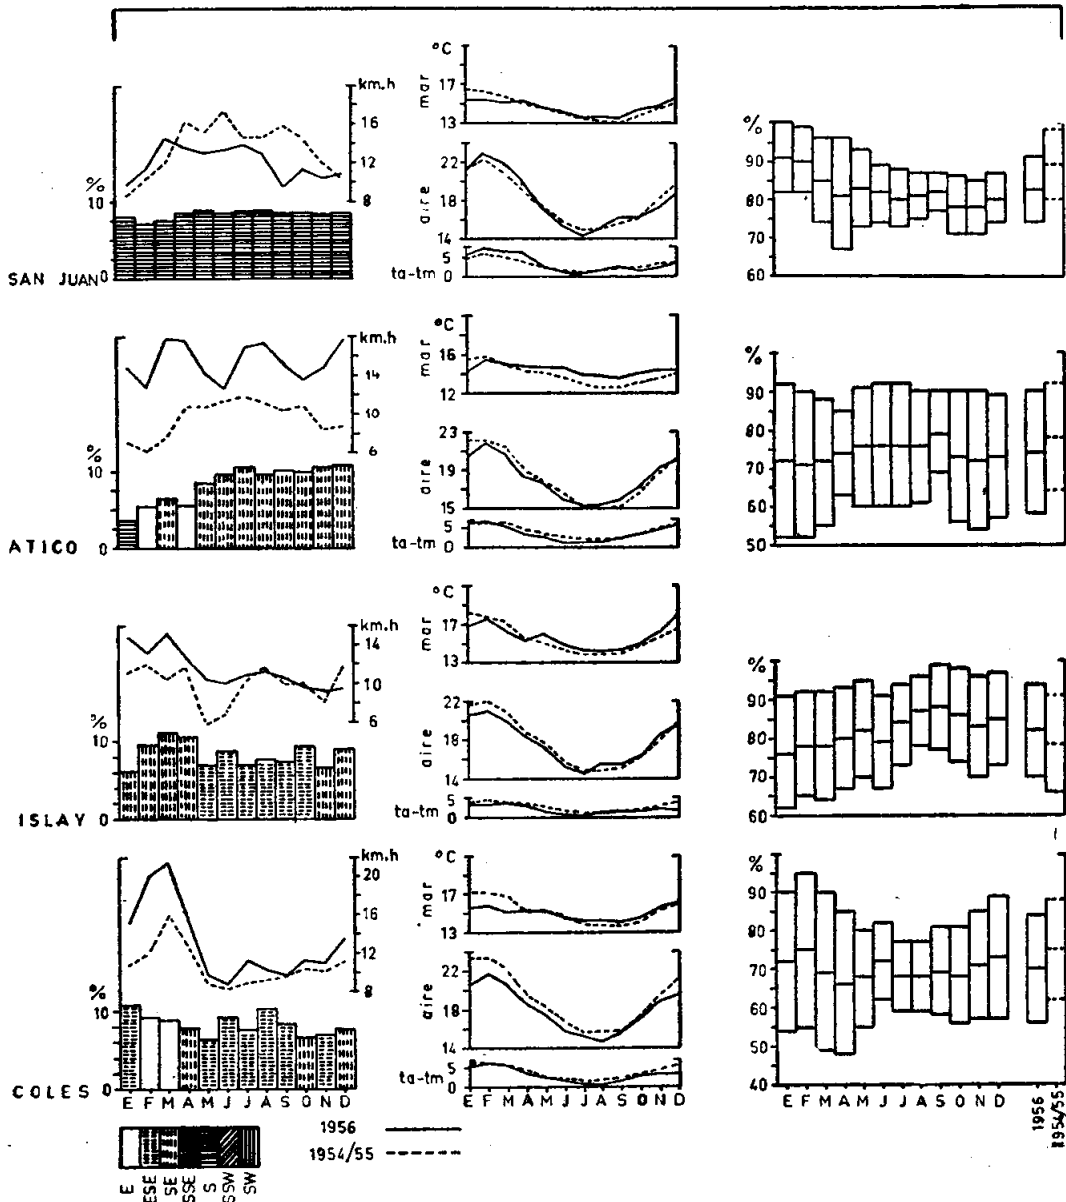 km.h
16
12
8
%
10
0
SAN JUAN
°C
mar
17
13
aire
22
18
14
ta-tm
5
0
%
90
80
70
60
km.h
14
10
6
%
10
0
ATICO
°C
mar
16
12
aire
23
19
15
ta-tm
5
0
%
90
80
70
60
50
km.h
14
10
6
%
10
0
ISLAY
°C
mar
17
13
aire
22
18
14
ta-tm
5
0
%
90
80
70
60
km.h
20
16
12
8
%
10
0
COLES
E F M A M J J A S O N D
°C
mar
17
13
aire
22
18
14
ta-tm
5
0
E F M A M J J A S O N D
%
90
80
70
60
50
40
E F M A M J J A S O N D
1956
1954/55
1956
1954/55
E
ESE
SE
SSE
S
SSW
SW